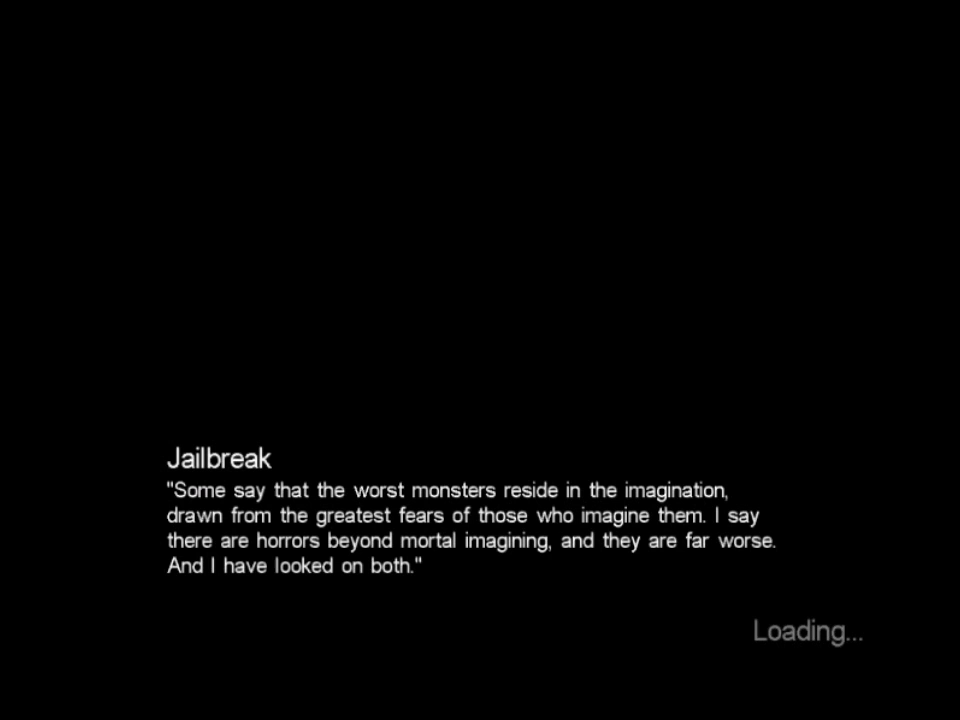 Jailbreak
"Some say that the worst monsters reside in the imagination,
drawn from the greatest fears of those who imagine them. I say
there are horrors beyond mortal imagining, and they are far worse.
And I have looked on both."
Loading...